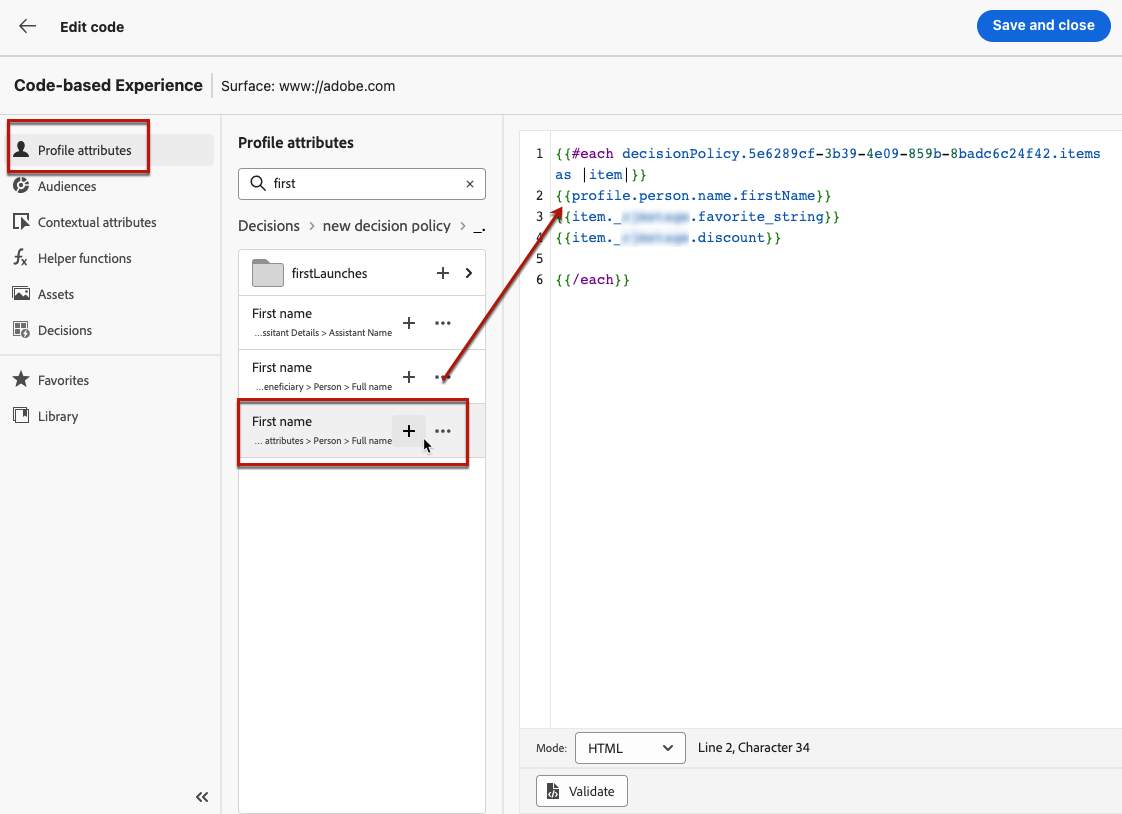 Edit code
Save and close
Code-based Experience
Surface: www://adobe.com
Profile attributes
Audiences
Contextual attributes
Helper functions
Assets
Decisions
Favorites
Library
Profile attributes
first
Decisions > new decision policy > _.
firstLaunches
First name
...ssitant Details > Assistant Name
First name
...eneficiary > Person > Full name
First name
... attributes > Person > Full name
1 {{#each decisionPolicy.5e6289cf-3b39-4e09-859b-8badc6c24f42.items
as |item|}}
2 {{profile.person.name.firstName}}
3 {{item._.favorite_string}}
4 {{item._.discount}}
5
6 {{/each}}
Mode: HTML Line 2, Character 34
Validate